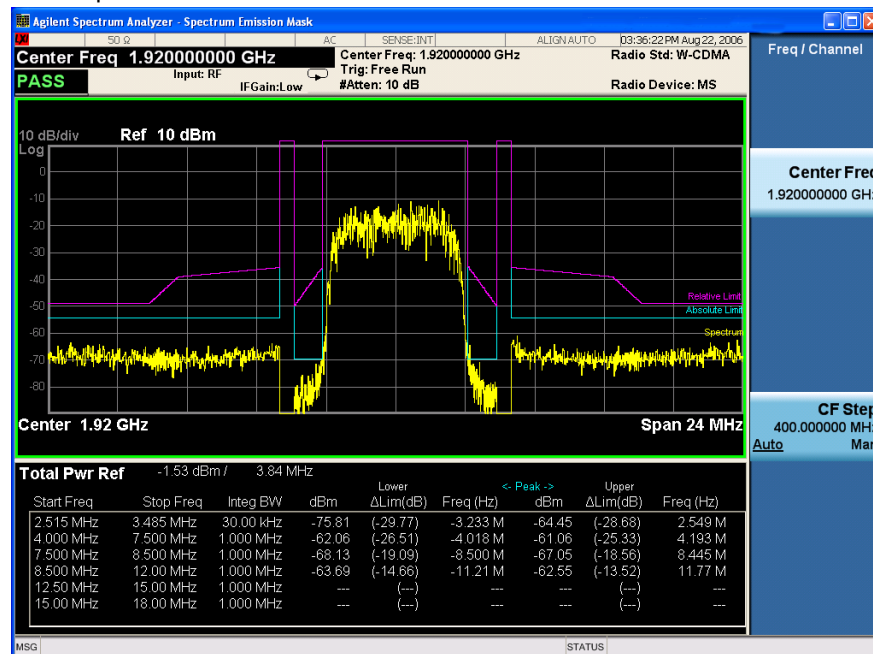 Agilent Spectrum Analyzer - Spectrum Emission Mask
50 Ω AC SENSE:INT ALIGN AUTO 03:36:22 PM Aug 22, 2006
Center Freq 1.920000000 GHz
Center Freq: 1.920000000 GHz
Radio Std: W-CDMA
Input: RF
Trig: Free Run
PASS
IFGain:Low
#Atten: 10 dB
Radio Device: MS
Freq / Channel
10 dB/div Ref 10 dBm
Log
0
-10
-20
-30
-40
-50
-60
-70
-80
Relative Limit
Absolute Limit
Spectrum
Center 1.92 GHz Span 24 MHz
Center Freq
1.920000000 GHz
CF Step
400.000000 MHz
Auto Man
Total Pwr Ref -1.53 dBm / 3.84 MHz
Lower <- Peak -> Upper
Start Freq Stop Freq Integ BW dBm ΔLim(dB) Freq (Hz) dBm ΔLim(dB) Freq (Hz)
2.515 MHz 3.485 MHz 30.00 kHz -75.81 (-29.77) -3.233 M -64.45 (-28.68) 2.549 M
4.000 MHz 7.500 MHz 1.000 MHz -62.06 (-26.51) -4.018 M -61.06 (-25.33) 4.193 M
7.500 MHz 8.500 MHz 1.000 MHz -68.13 (-19.09) -8.500 M -67.05 (-18.56) 8.445 M
8.500 MHz 12.00 MHz 1.000 MHz -63.69 (-14.66) -11.21 M -62.55 (-13.52) 11.77 M
12.50 MHz 15.00 MHz 1.000 MHz --- (---) --- --- (---) ---
15.00 MHz 18.00 MHz 1.000 MHz --- (---) --- --- (---) ---
MSG STATUS